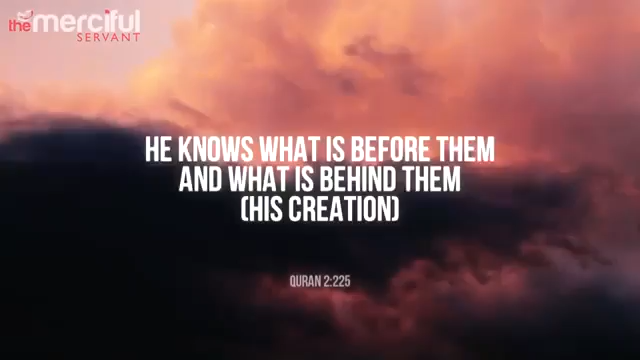 the merciful
SERVANT
HE KNOWS WHAT IS BEFORE THEM
AND WHAT IS BEHIND THEM
(HIS CREATION)
QURAN 2:225